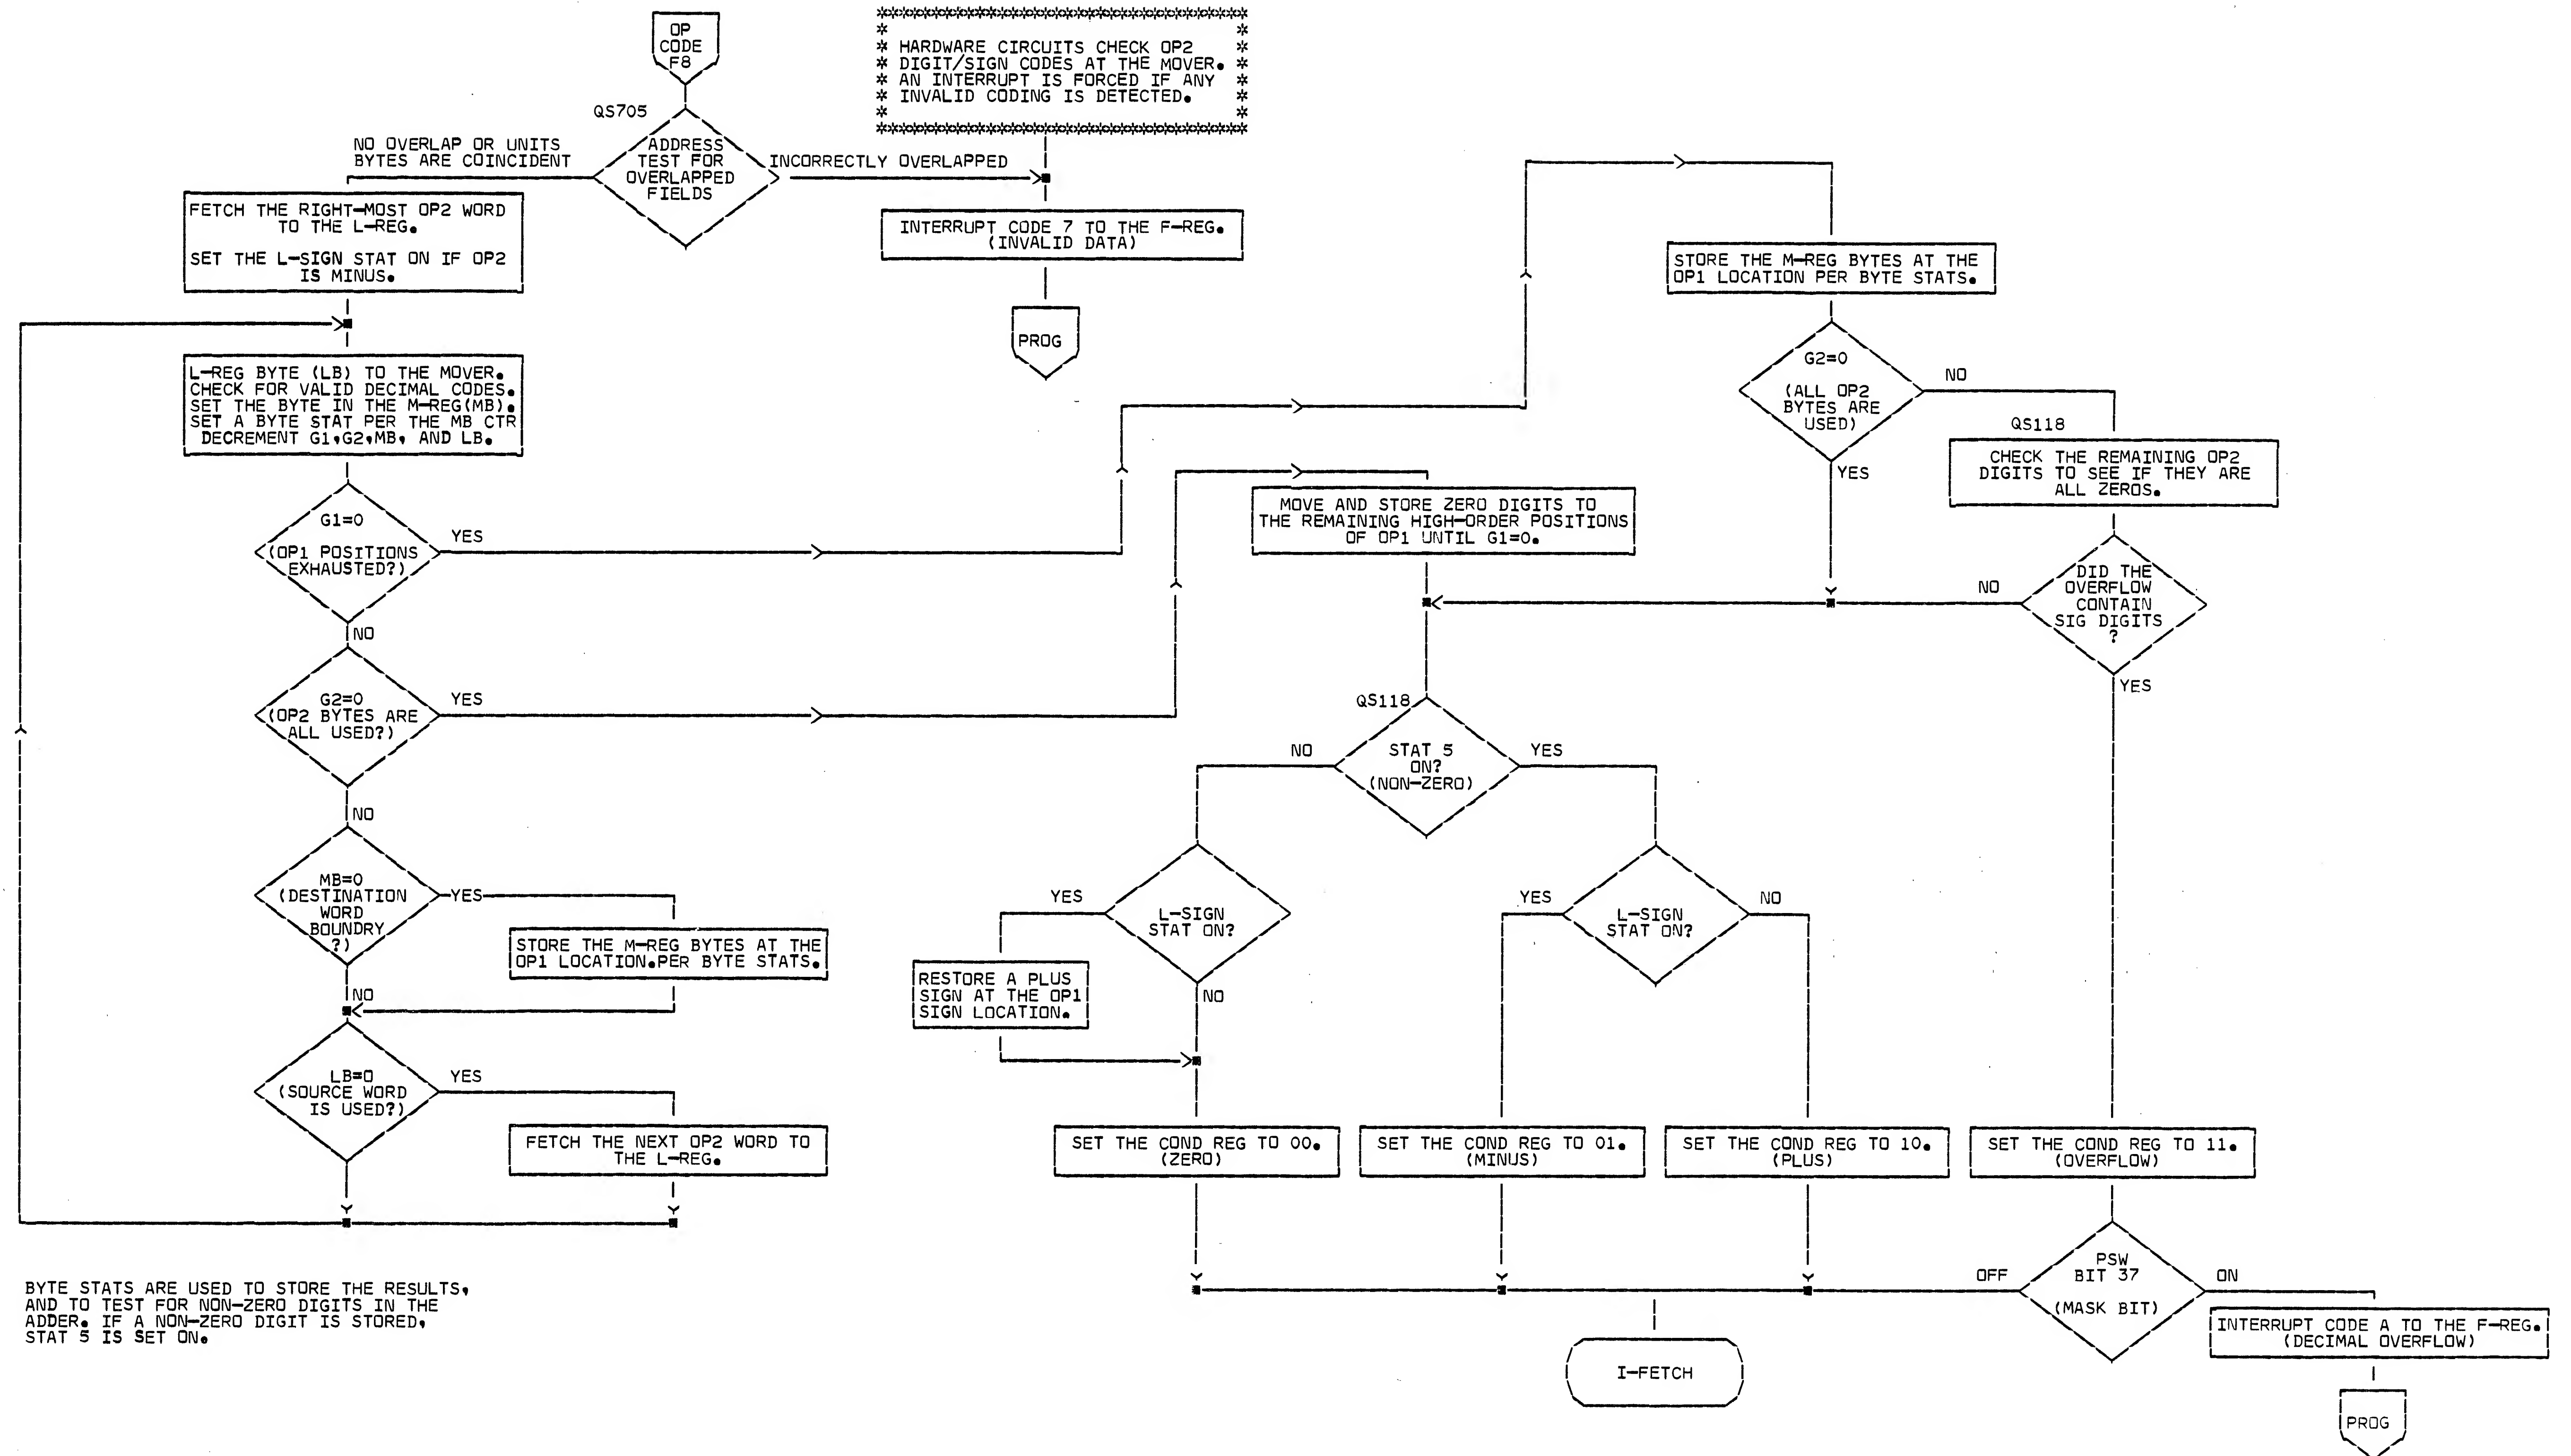 OP
CODE
F8
HARDWARE CIRCUITS CHECK OP2
DIGIT/SIGN CODES AT THE MOVER.
AN INTERRUPT IS FORCED IF ANY
INVALID CODING IS DETECTED.
QS705
ADDRESS
TEST FOR
OVERLAPPED
FIELDS
NO OVERLAP OR UNITS
BYTES ARE COINCIDENT
INCORRECTLY OVERLAPPED
FETCH THE RIGHT-MOST OP2 WORD
TO THE L-REG.
SET THE L-SIGN STAT ON IF OP2
IS MINUS.
INTERRUPT CODE 7 TO THE F-REG.
(INVALID DATA)
PROG
L-REG BYTE (LB) TO THE MOVER.
CHECK FOR VALID DECIMAL CODES.
SET THE BYTE IN THE M-REG(MB).
SET A BYTE STAT PER THE MB CTR
DECREMENT G1,G2,MB, AND LB.
G1=0
(OP1 POSITIONS
EXHAUSTED?)
YES
NO
G2=0
(OP2 BYTES ARE
ALL USED?)
YES
NO
MB=0
(DESTINATION
WORD
BOUNDRY
?)
YES
STORE THE M-REG BYTES AT THE
OP1 LOCATION.PER BYTE STATS.
NO
LB=0
(SOURCE WORD
IS USED?)
YES
FETCH THE NEXT OP2 WORD TO
THE L-REG.
STORE THE M-REG BYTES AT THE
OP1 LOCATION PER BYTE STATS.
G2=0
(ALL OP2
BYTES ARE
USED)
NO
YES
QS118
CHECK THE REMAINING OP2
DIGITS TO SEE IF THEY ARE
ALL ZEROS.
MOVE AND STORE ZERO DIGITS TO
THE REMAINING HIGH-ORDER POSITIONS
OF OP1 UNTIL G1=0.
DID THE
OVERFLOW
CONTAIN
SIG DIGITS
?
NO
YES
QS118
STAT 5
ON?
(NON-ZERO)
NO
YES
L-SIGN
STAT ON?
YES
NO
RESTORE A PLUS
SIGN AT THE OP1
SIGN LOCATION.
L-SIGN
STAT ON?
YES
NO
SET THE COND REG TO 00.
(ZERO)
SET THE COND REG TO 01.
(MINUS)
SET THE COND REG TO 10.
(PLUS)
SET THE COND REG TO 11.
(OVERFLOW)
PSW
BIT 37
(MASK BIT)
OFF
ON
INTERRUPT CODE A TO THE F-REG.
(DECIMAL OVERFLOW)
PROG
I-FETCH
BYTE STATS ARE USED TO STORE THE RESULTS,
AND TO TEST FOR NON-ZERO DIGITS IN THE
ADDER. IF A NON-ZERO DIGIT IS STORED,
STAT 5 IS SET ON.